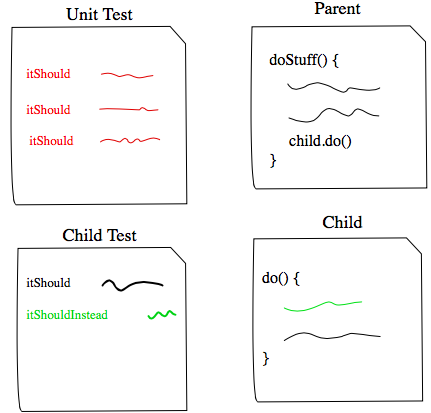 Unit Test
itShould
itShould
itShould
Parent
doStuff() {
child.do()
}
Child Test
itShould
itShouldInstead
Child
do() {
}